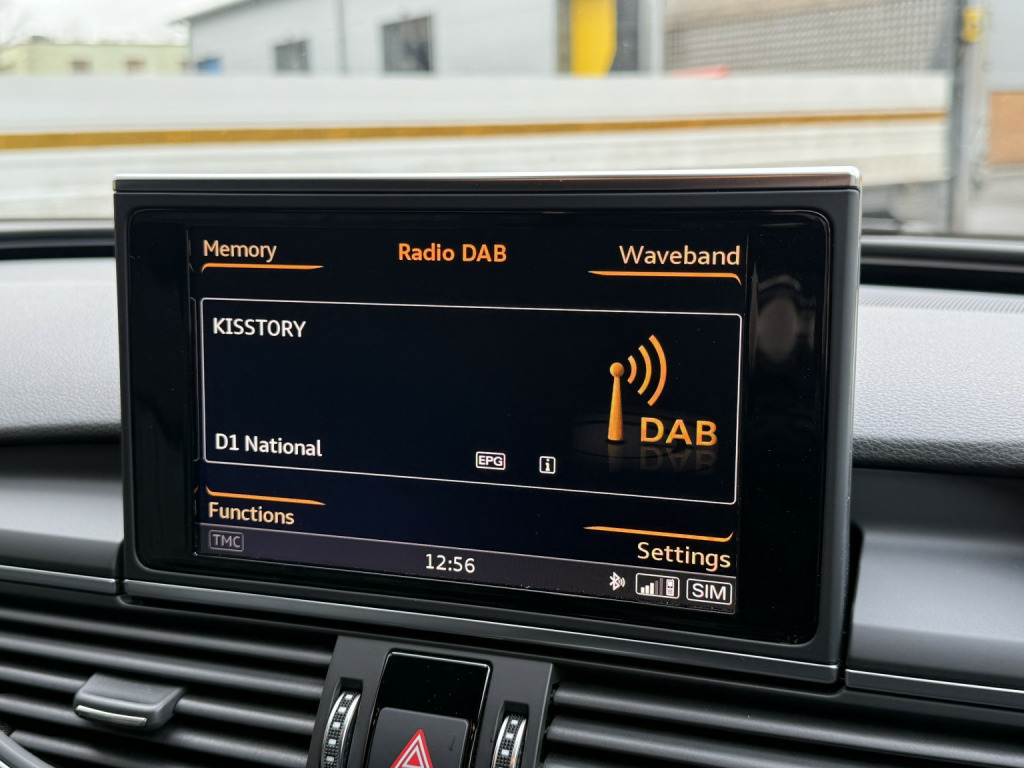 Memory
Radio DAB
Waveband
KISSTORY
DAB
D1 National
EPG
i
Functions
Settings
TMC
12:56
SIM